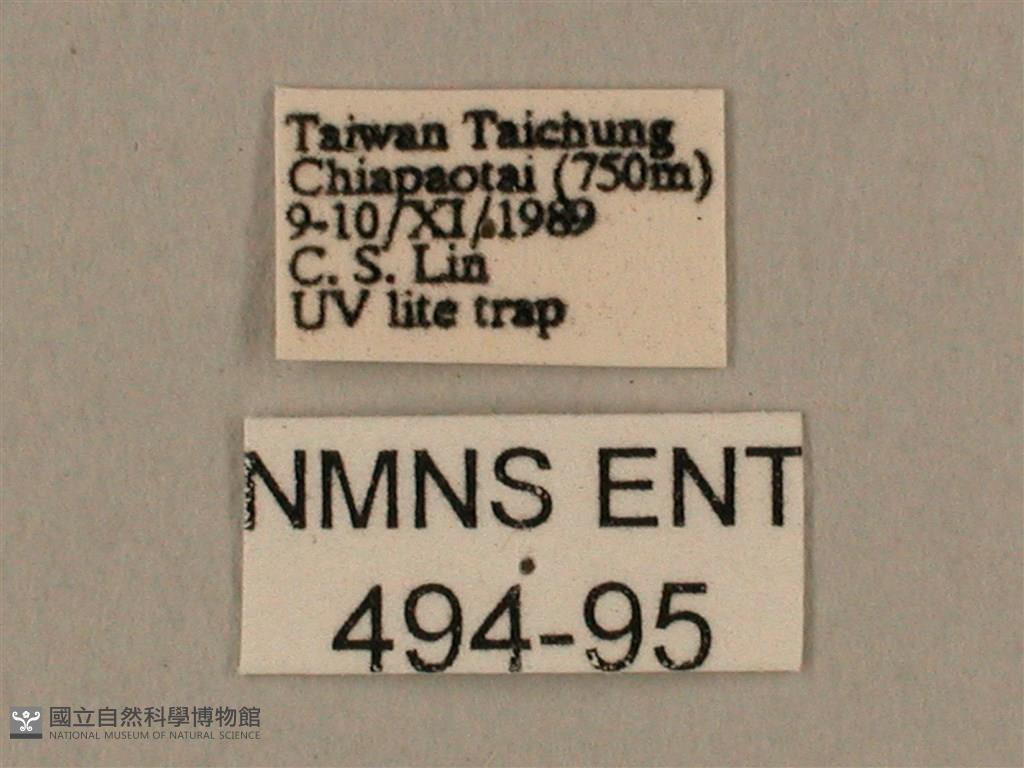 Taiwan Taichung
Chiapaotai (750m)
9-10/XI/1989
C. S. Lin
UV lite trap
NMNS ENT
494-95
國立自然科學博物館
NATIONAL MUSEUM OF NATURAL SCIENCE